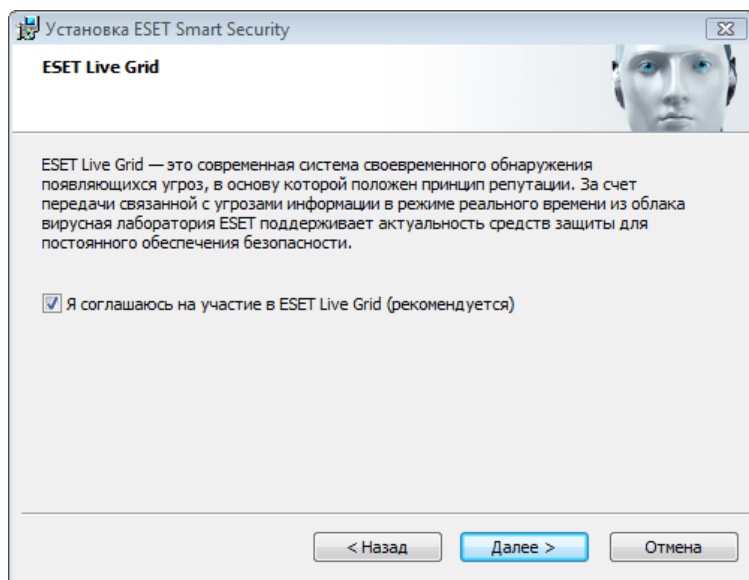 Установка ESET Smart Security
ESET Live Grid
ESET Live Grid — это современная система своевременного обнаружения
появляющихся угроз, в основу которой положен принцип репутации. За счет
передачи связанной с угрозами информации в режиме реального времени из облака
вирусная лаборатория ESET поддерживает актуальность средств защиты для
постоянного обеспечения безопасности.
Я соглашаюсь на участие в ESET Live Grid (рекомендуется)
< Назад
Далее >
Отмена